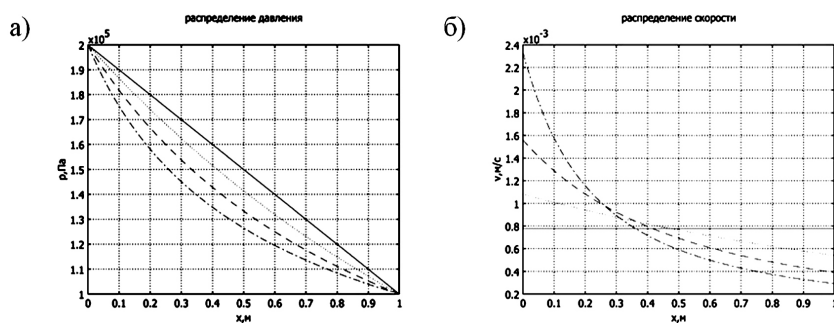 а)
распределение давления
x10⁵
2
1.9
1.8
1.7
1.6
1.5
1.4
1.3
1.2
1.1
1
p,Па
0 0.1 0.2 0.3 0.4 0.5 0.6 0.7 0.8 0.9 1
x,м
б)
распределение скорости
x10⁻³
2.4
2.2
2
1.8
1.6
1.4
1.2
1
0.8
0.6
0.4
0.2
v,м/с
0 0.1 0.2 0.3 0.4 0.5 0.6 0.7 0.8 0.9 1
x,м